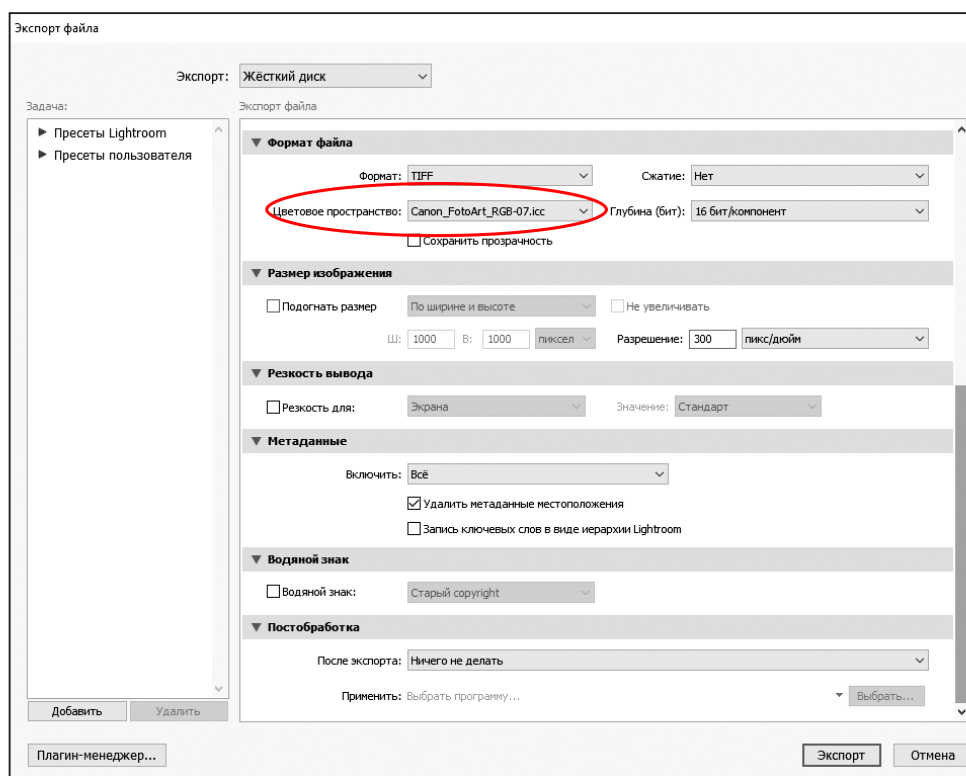 Экспорт файла
Экспорт: Жёсткий диск
Задача:
Экспорт файла
Пресеты Lightroom
Пресеты пользователя
Формат файла
Формат: TIFF Сжатие: Нет
Цветовое пространство: Canon_FotoArt_RGB-07.icc Глубина (бит): 16 бит/компонент
Сохранить прозрачность
Размер изображения
Подогнать размер По ширине и высоте Не увеличивать
Ш: 1000 В: 1000 пиксел Разрешение: 300 пикс/дюйм
Резкость вывода
Резкость для: Экрана Значение: Стандарт
Метаданные
Включить: Всё
Удалить метаданные местоположения
Запись ключевых слов в виде иерархии Lightroom
Водяной знак
Водяной знак: Старый copyright
Постобработка
После экспорта: Ничего не делать
Применить: Выбрать программу... Выбрать...
Добавить Удалить
Плагин-менеджер... Экспорт Отмена